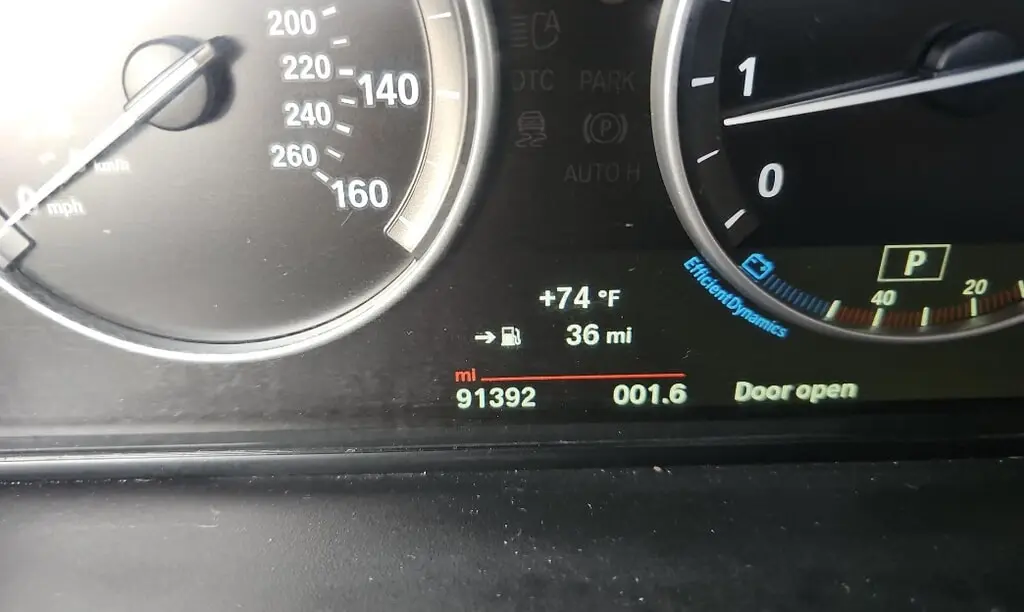 200
220
240
260
140
160
km/h
0 mph
DTC PARK
(P)
AUTO H
1
0
P
40
20
EfficientDynamics
+74 °F
36 mi
mi
91392 001.6
Door open